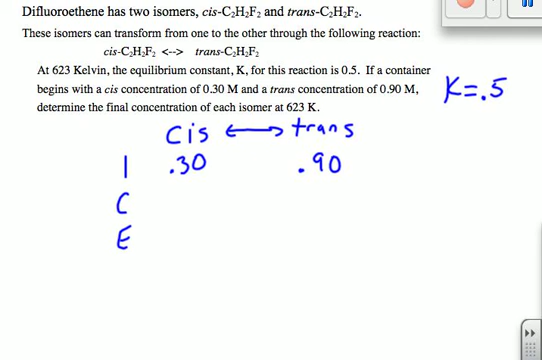 Difluoroethene has two isomers, cis-C₂H₂F₂ and trans-C₂H₂F₂.
These isomers can transform from one to the other through the following reaction:
cis-C₂H₂F₂ <--> trans-C₂H₂F₂
At 623 Kelvin, the equilibrium constant, K, for this reaction is 0.5. If a container
begins with a cis concentration of 0.30 M and a trans concentration of 0.90 M,
determine the final concentration of each isomer at 623 K.
K=.5
Cis ⟷ trans
I .30 .90
C
E